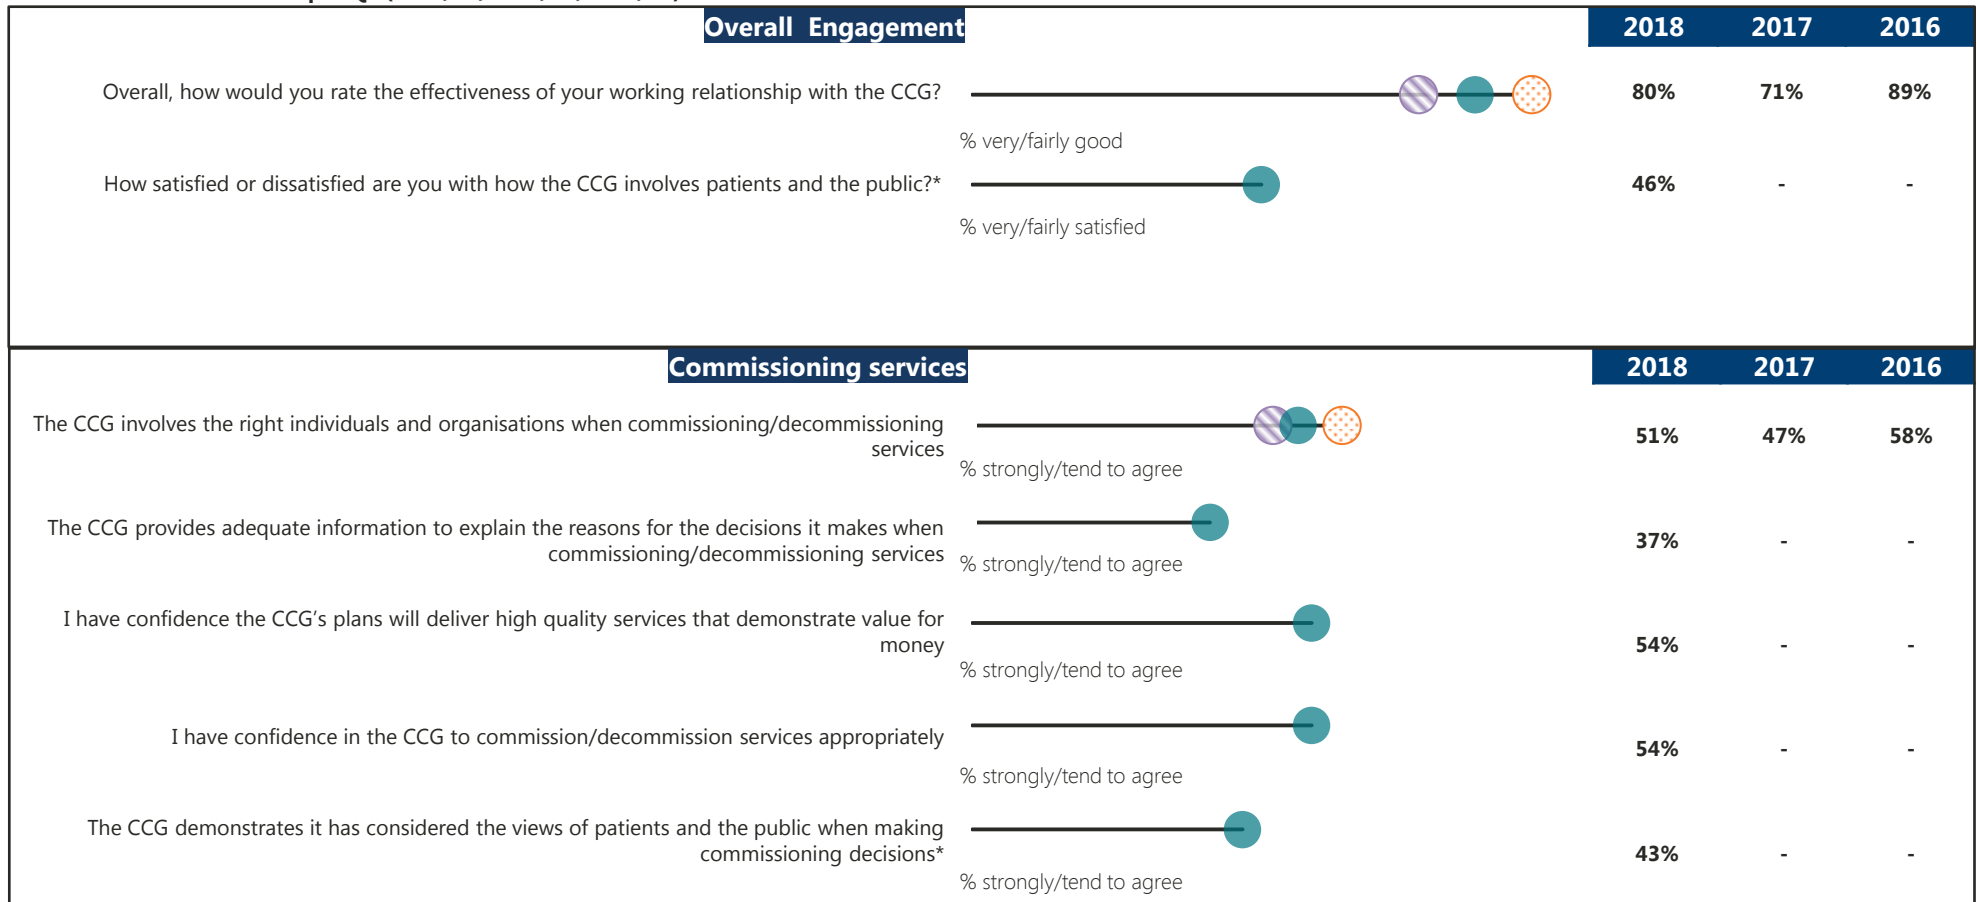 Overall Engagement 2018 2017 2016
Overall, how would you rate the effectiveness of your working relationship with the CCG? 80% 71% 89%
% very/fairly good
How satisfied or dissatisfied are you with how the CCG involves patients and the public?* 46% - -
% very/fairly satisfied
Commissioning services 2018 2017 2016
The CCG involves the right individuals and organisations when commissioning/decommissioning
services 51% 47% 58%
% strongly/tend to agree
The CCG provides adequate information to explain the reasons for the decisions it makes when
commissioning/decommissioning services 37% - -
% strongly/tend to agree
I have confidence the CCG’s plans will deliver high quality services that demonstrate value for
money 54% - -
% strongly/tend to agree
I have confidence in the CCG to commission/decommission services appropriately 54% - -
% strongly/tend to agree
The CCG demonstrates it has considered the views of patients and the public when making
commissioning decisions* 43% - -
% strongly/tend to agree